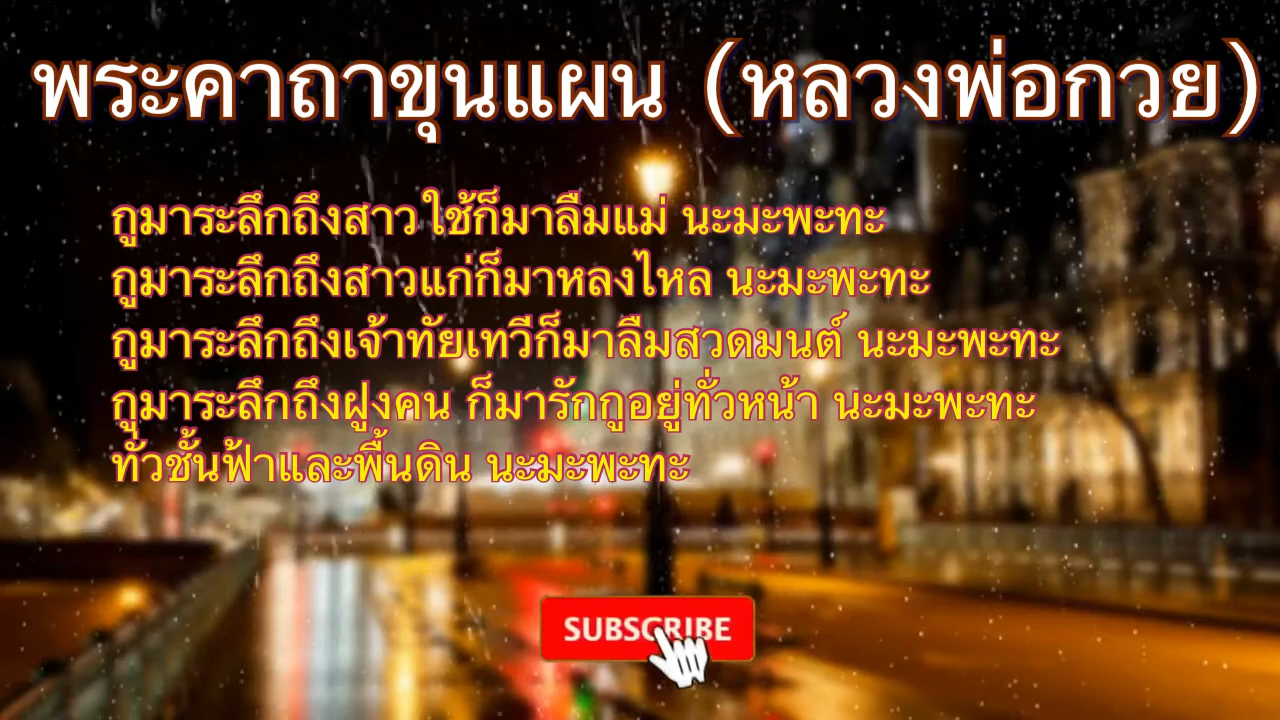 พระคาถาขุนแผน (หลวงพ่อกวย)
กูมาระลึกถึงสาว ใช้ก็มาลืมแม่ นะมะพะทะ
กูมาระลึกถึงสาวแก่ก็มาหลงไหล นะมะพะทะ
กูมาระลึกถึงเจ้าทัยเทวีก็มาลืมสวดมนต์ นะมะพะทะ
กูมาระลึกถึงฝูงคน ก็มารักกูอยู่ทั่วหน้า นะมะพะทะ
ทั่วชั้นฟ้าและพื้นดิน นะมะพะทะ
SUBSCRIBE